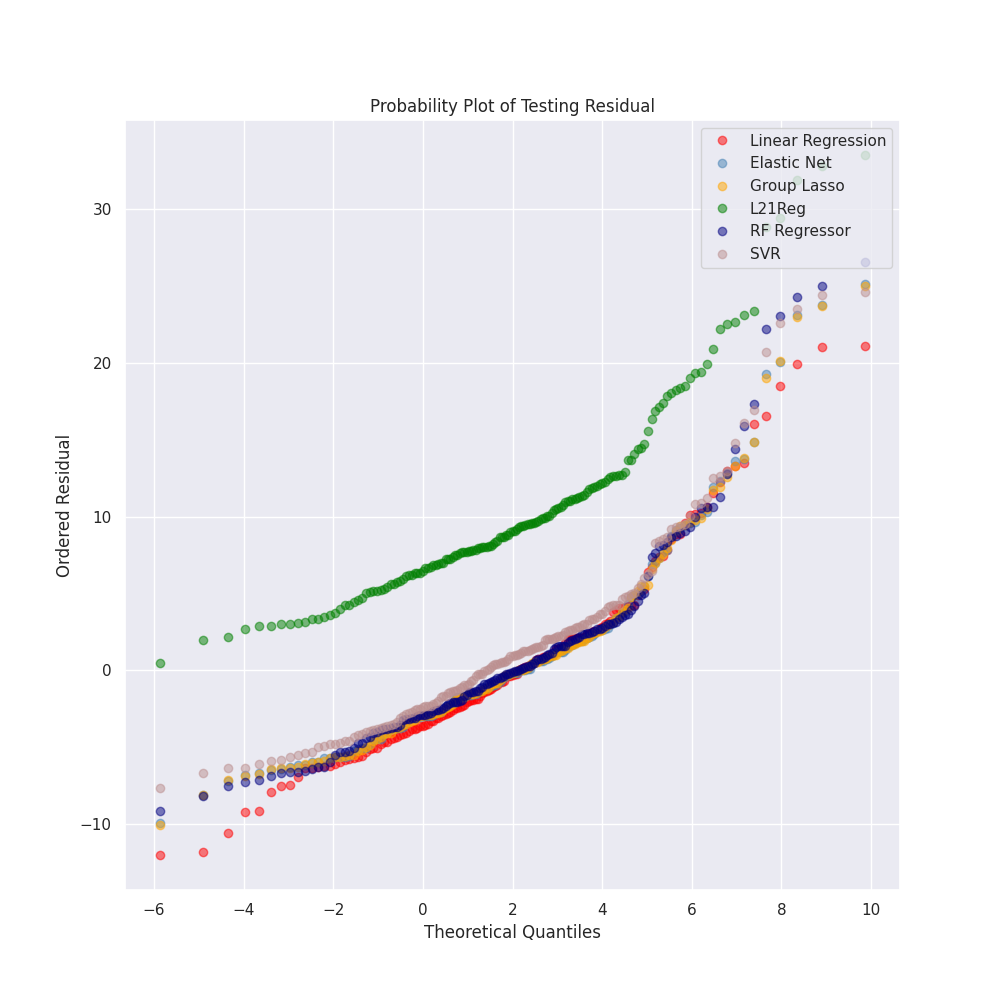 Probability Plot of Testing Residual
Linear Regression
Elastic Net
Group Lasso
L21Reg
RF Regressor
SVR
30
20
10
0
−10
Ordered Residual
−6 −4 −2 0 2 4 6 8 10
Theoretical Quantiles